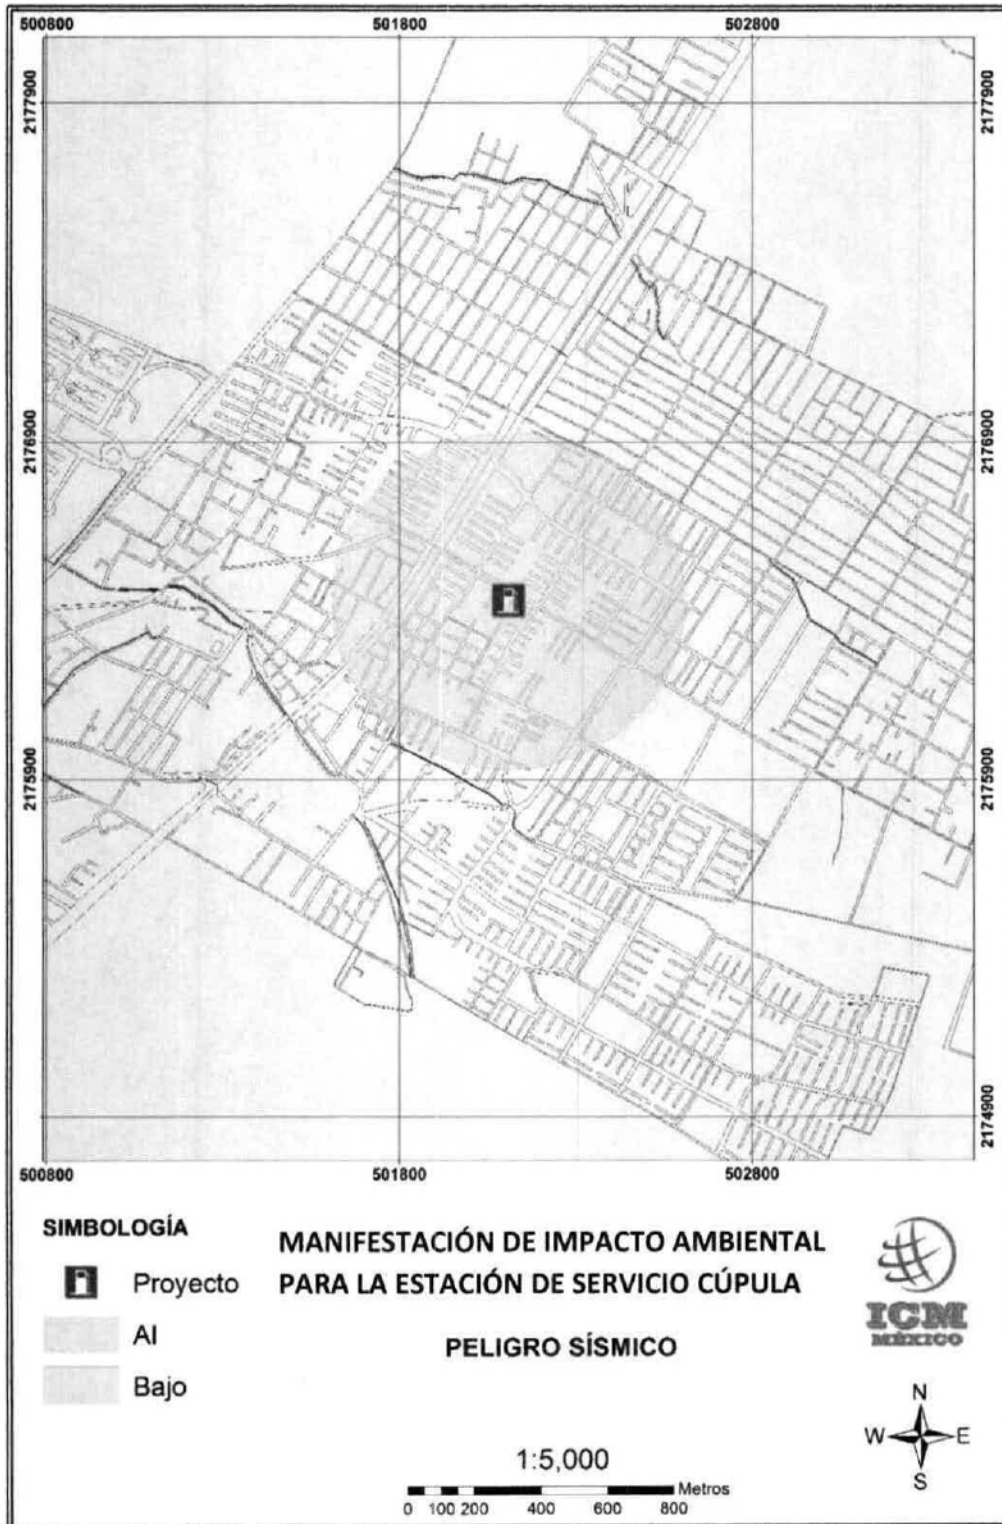 500800 501800 502800
2177900 2177900
2176900 2176900
2175900 2175900
2174900
500800 501800 502800
SIMBOLOGÍA
Proyecto
AI
Bajo
MANIFESTACIÓN DE IMPACTO AMBIENTAL
PARA LA ESTACIÓN DE SERVICIO CÚPULA
PELIGRO SÍSMICO
ICM
MÉXICO
N
W E
S
1:5,000
Metros
0 100 200 400 600 800